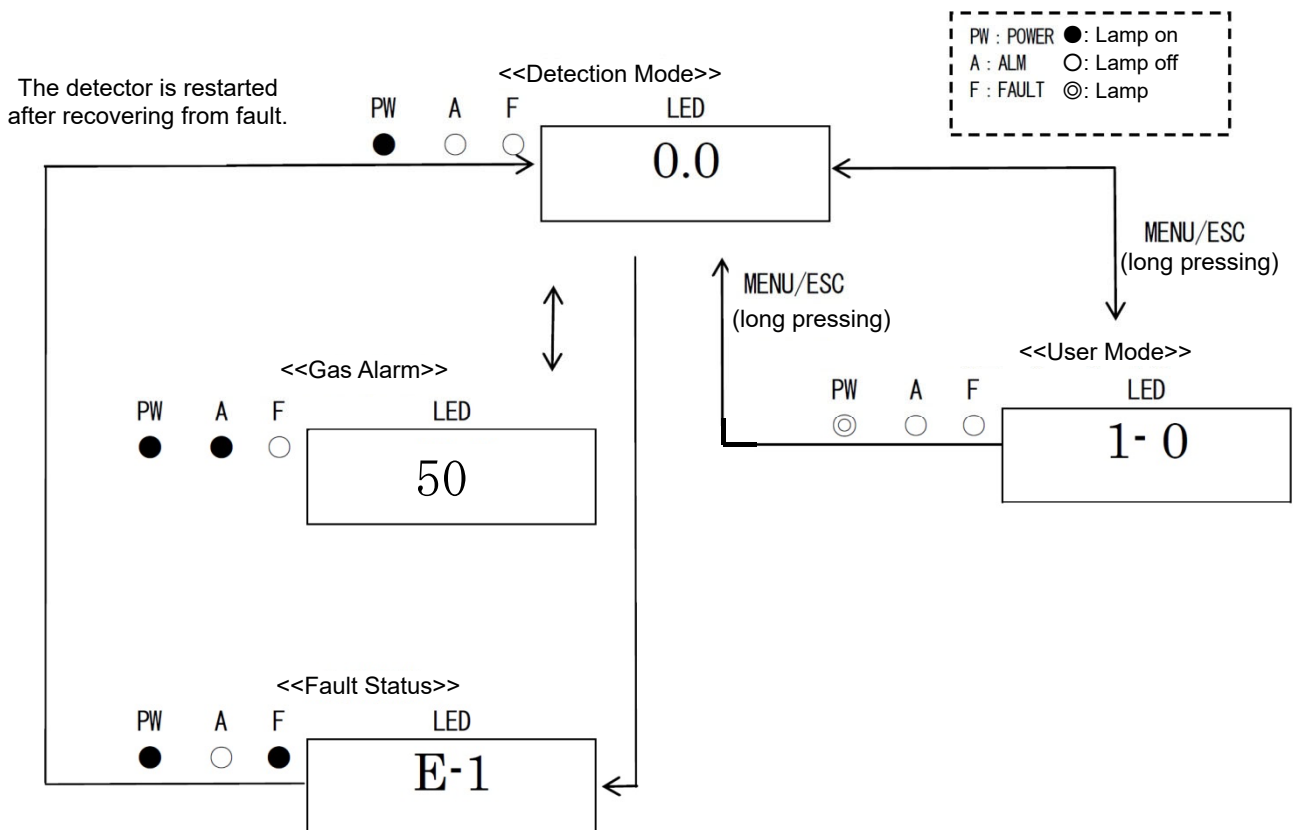 PW : POWER ●: Lamp on
A : ALM ○: Lamp off
F : FAULT ◎: Lamp
The detector is restarted
after recovering from fault.
<<Detection Mode>>
PW A F LED
0.0
MENU/ESC
(long pressing)
MENU/ESC
(long pressing)
<<Gas Alarm>>
PW A F LED
50
<<User Mode>>
PW A F LED
1- 0
<<Fault Status>>
PW A F LED
E-1